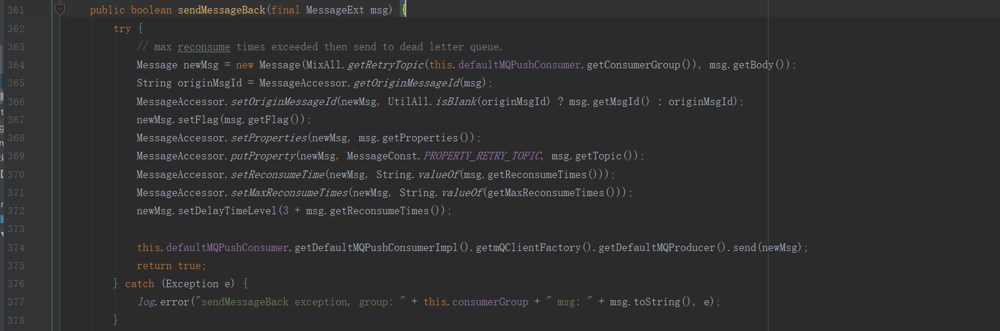 361 public boolean sendMessageBack(final MessageExt msg) {
362 try {
363 // max reconsume times exceeded then send to dead letter queue.
364 Message newMsg = new Message(MixAll.getRetryTopic(this.defaultMQPushConsumer.getConsumerGroup()), msg.getBody());
365 String originMsgId = MessageAccessor.getOriginMessageId(msg);
366 MessageAccessor.setOriginMessageId(newMsg, UtilAll.isBlank(originMsgId) ? msg.getMsgId() : originMsgId);
367 newMsg.setFlag(msg.getFlag());
368 MessageAccessor.setProperties(newMsg, msg.getProperties());
369 MessageAccessor.putProperty(newMsg, MessageConst.PROPERTY_RETRY_TOPIC, msg.getTopic());
370 MessageAccessor.setReconsumeTime(newMsg, String.valueOf(msg.getReconsumeTimes()));
371 MessageAccessor.setMaxReconsumeTimes(newMsg, String.valueOf(getMaxReconsumeTimes()));
372 newMsg.setDelayTimeLevel(3 + msg.getReconsumeTimes());
373
374 this.defaultMQPushConsumer.getDefaultMQPushConsumerImpl().getmQClientFactory().getDefaultMQProducer().send(newMsg);
375 return true;
376 } catch (Exception e) {
377 log.error("sendMessageBack exception, group: " + this.consumerGroup + " msg: " + msg.toString(), e);
378 }